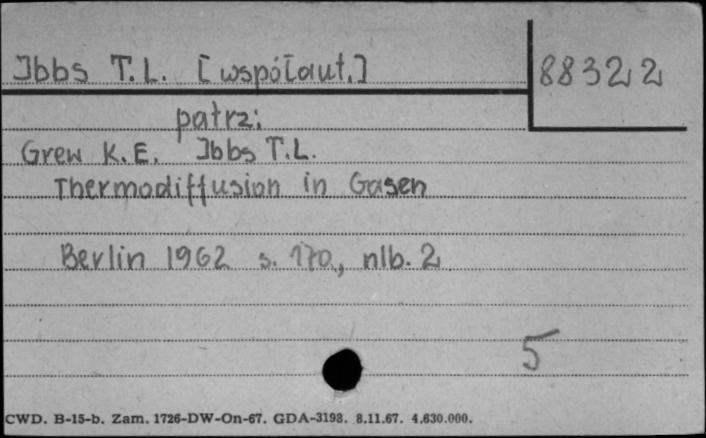 Ibbs T.L. [współaut.]
88322
patrz:
Grew K.E. Ibbs T.L.
Thermodiffusion in Gasen
Berlin 1962 s. 170, nlb. 2
5
CWD. B-15-b. Zam. 1726-DW-On-67. GDA-3198. 8.11.67. 4.630.000.